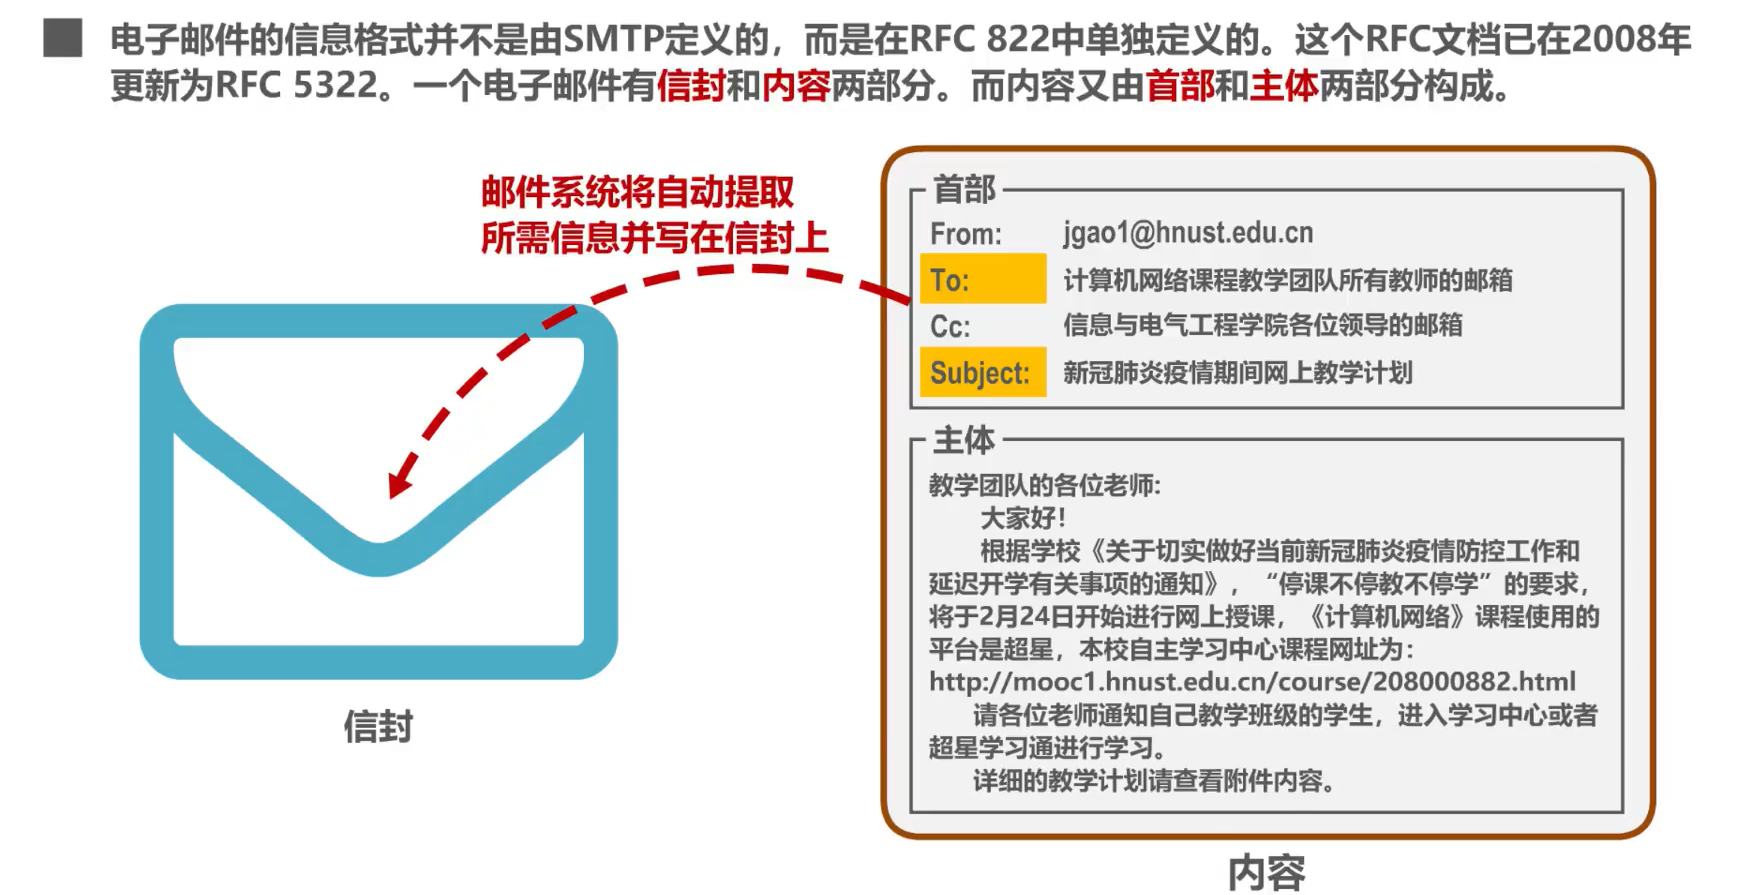 电子邮件的信息格式并不是由SMTP定义的，而是在RFC 822中单独定义的。这个RFC文档已在2008年
更新为RFC 5322。一个电子邮件有信封和内容两部分。而内容又由首部和主体两部分构成。
邮件系统将自动提取
所需信息并写在信封上
信封
首部
From: jgao1@hnust.edu.cn
To: 计算机网络课程教学团队所有教师的邮箱
Cc: 信息与电气工程学院各位领导的邮箱
Subject: 新冠肺炎疫情期间网上教学计划
主体
教学团队的各位老师:
大家好！
根据学校《关于切实做好当前新冠肺炎疫情防控工作和
延迟开学有关事项的通知》，“停课不停教不停学”的要求，
将于2月24日开始进行网上授课，《计算机网络》课程使用的
平台是超星，本校自主学习中心课程网址为：
http://mooc1.hnust.edu.cn/course/208000882.html
请各位老师通知自己教学班级的学生，进入学习中心或者
超星学习通进行学习。
详细的教学计划请查看附件内容。
内容